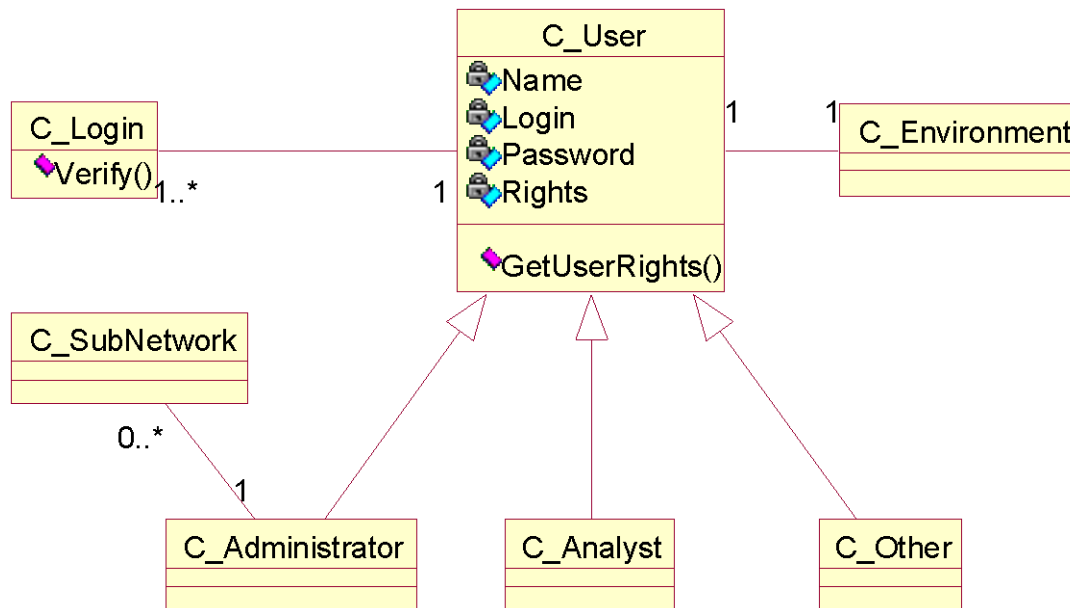 C_User
Name
Login
Password
Rights
GetUserRights()
C_Login
Verify()
1..*
1
1
1
C_Environment
C_SubNetwork
0..*
1
C_Administrator
C_Analyst
C_Other